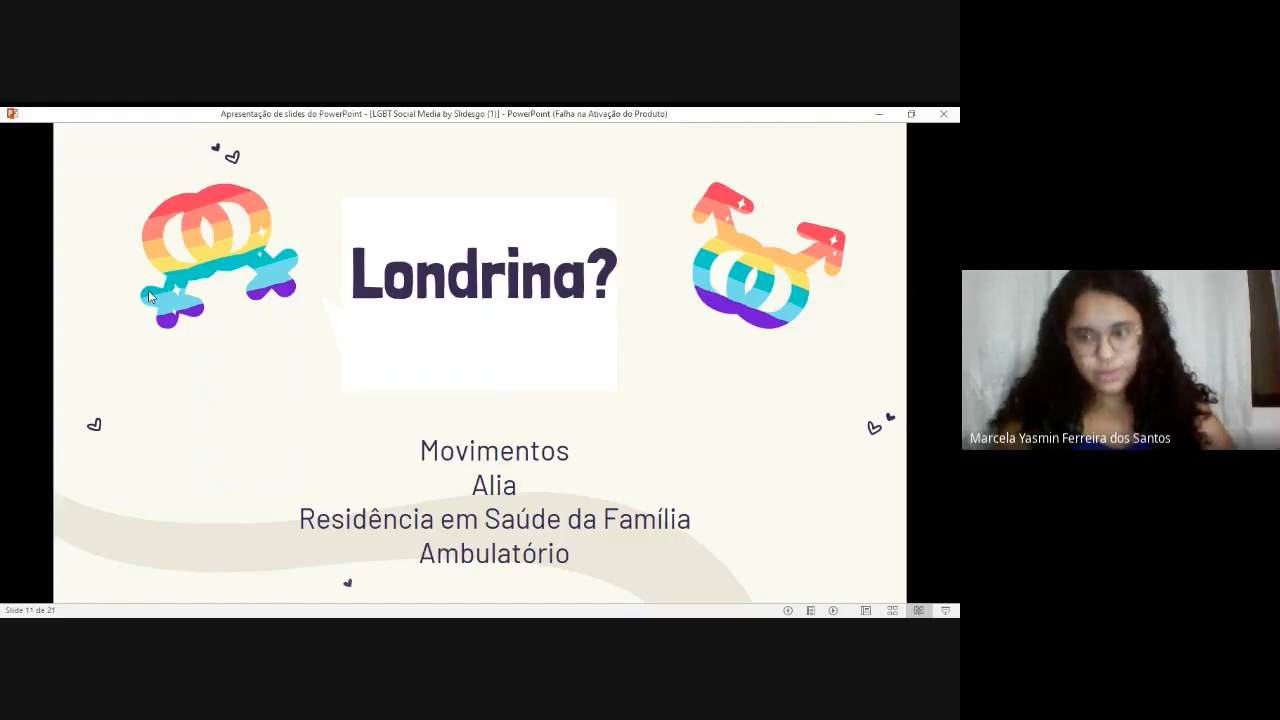 Apresentação de slides do PowerPoint - [LGBT Social Media by Slidesgo (1)] - PowerPoint (Falha na Ativação do Produto)
Londrina?
Movimentos
Alia
Residência em Saúde da Família
Ambulatório
Marcela Yasmin Ferreira dos Santos
Slide 11 de 21